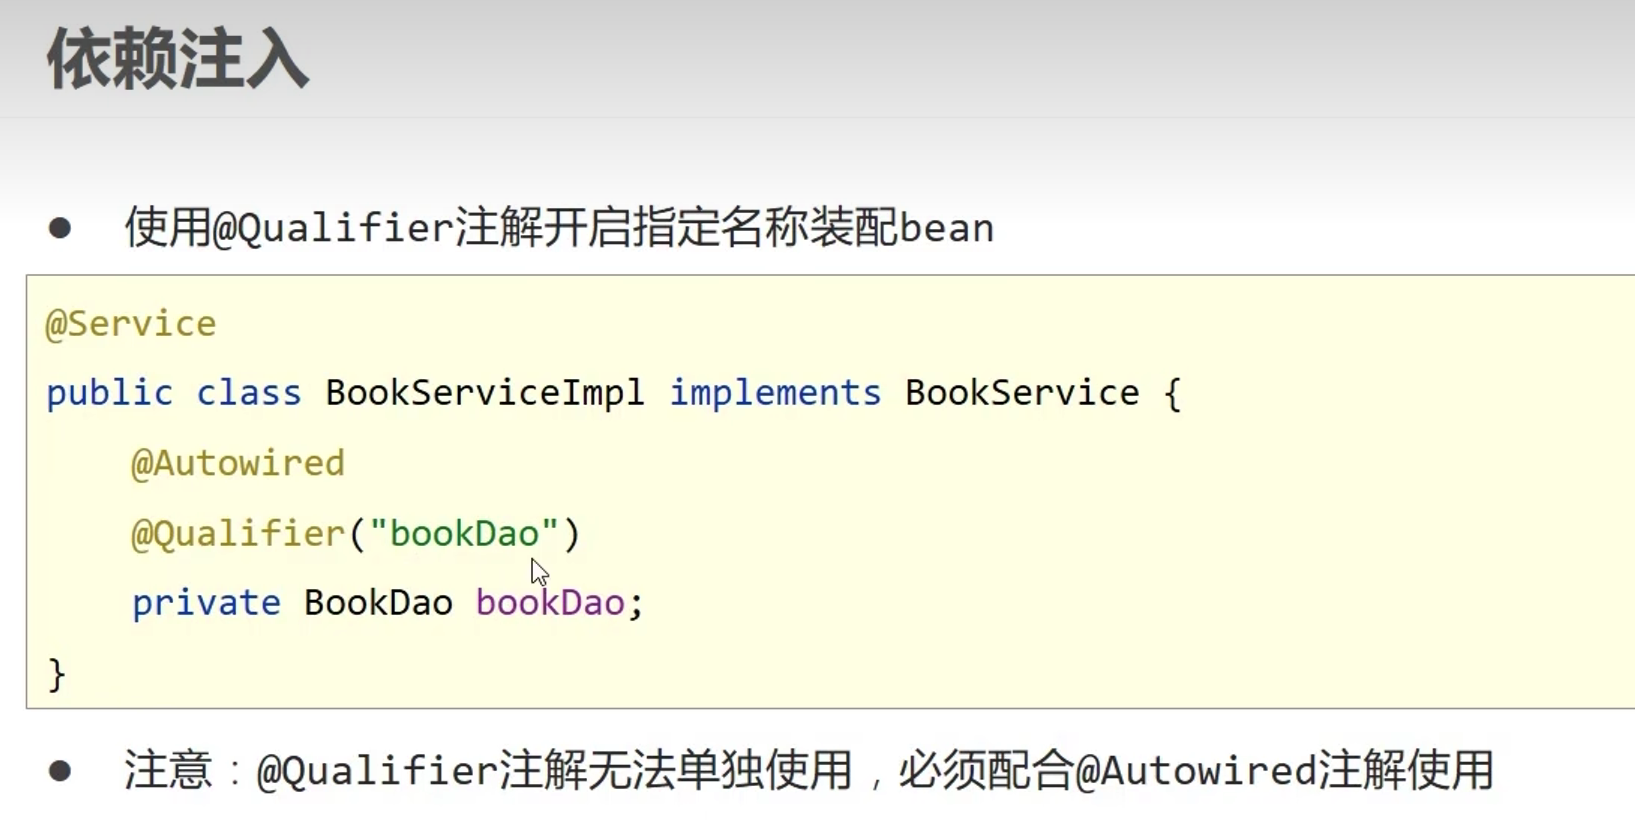 依赖注入
● 使用@Qualifier注解开启指定名称装配bean
@Service
public class BookServiceImpl implements BookService {
    @Autowired
    @Qualifier("bookDao")
    private BookDao bookDao;
}
● 注意：@Qualifier注解无法单独使用，必须配合@Autowired注解使用